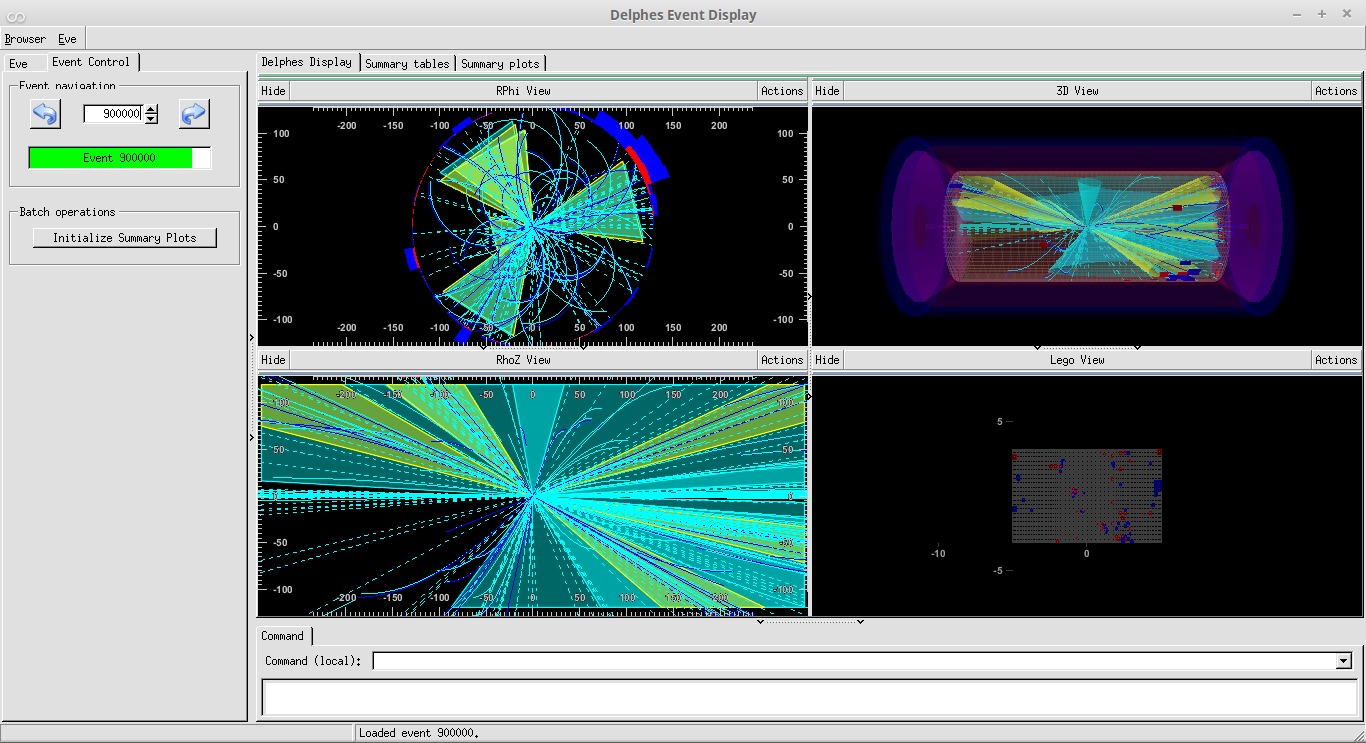 Delphes Event Display
Browser Eve
Eve Event Control
Event navigation
900000
Event 900000
Batch operations
Initialize Summary Plots
Delphes Display Summary tables Summary plots
Hide RPhi View Actions
-200 -150 -100 -50 0 50 100 150 200
100 100
50 50
0 0
-50 -50
-100 -100
-200 -150 -100 -50 0 50 100 150 200
Hide 3D View Actions
Hide RhoZ View Actions
-200 -150 -100 -50 0 50 100 150 200
100 100
50 50
0 0
-50 -50
-100 -100
-200 -150 -100 -50 0 50 100 150 200
Hide Lego View Actions
5
-10 0
-5
Command
Command (local):
Loaded event 900000.